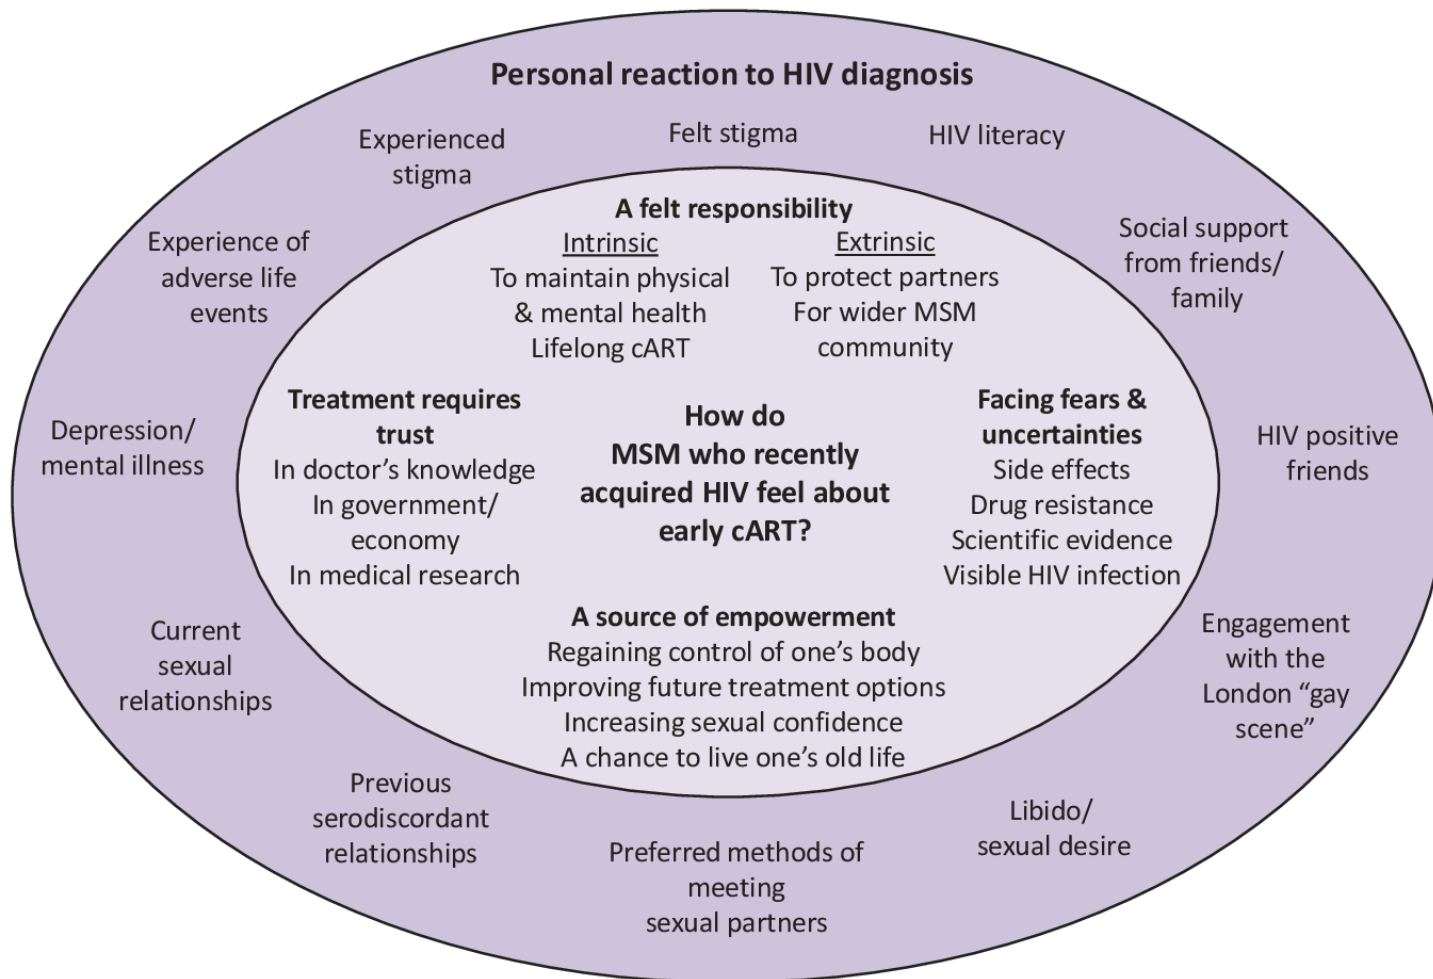 Personal reaction to HIV diagnosis
Experienced
stigma
Felt stigma
HIV literacy
Experience of
adverse life
events
Social support
from friends/
family
Depression/
mental illness
HIV positive
friends
Current
sexual
relationships
Engagement
with the
London “gay
scene”
Previous
serodiscordant
relationships
Preferred methods of
meeting
sexual partners
Libido/
sexual desire
A felt responsibility
Intrinsic
To maintain physical
& mental health
Lifelong cART
Extrinsic
To protect partners
For wider MSM
community
Treatment requires
trust
In doctor’s knowledge
In government/
economy
In medical research
How do
MSM who recently
acquired HIV feel about
early cART?
Facing fears &
uncertainties
Side effects
Drug resistance
Scientific evidence
Visible HIV infection
A source of empowerment
Regaining control of one’s body
Improving future treatment options
Increasing sexual confidence
A chance to live one’s old life